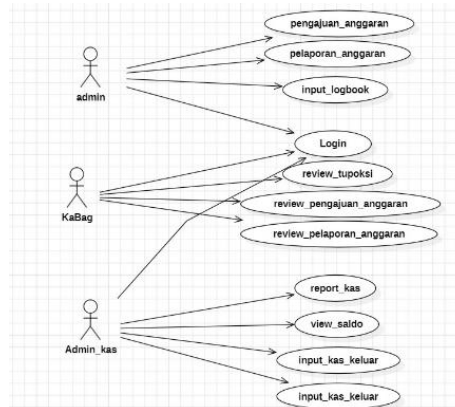 pengajuan_anggaran
pelaporan_anggaran
input_logbook
admin
Login
review_tupoksi
KaBag
review_pengajuan_anggaran
review_pelaporan_anggaran
report_kas
view_saldo
Admin_kas
input_kas_keluar
input_kas_keluar